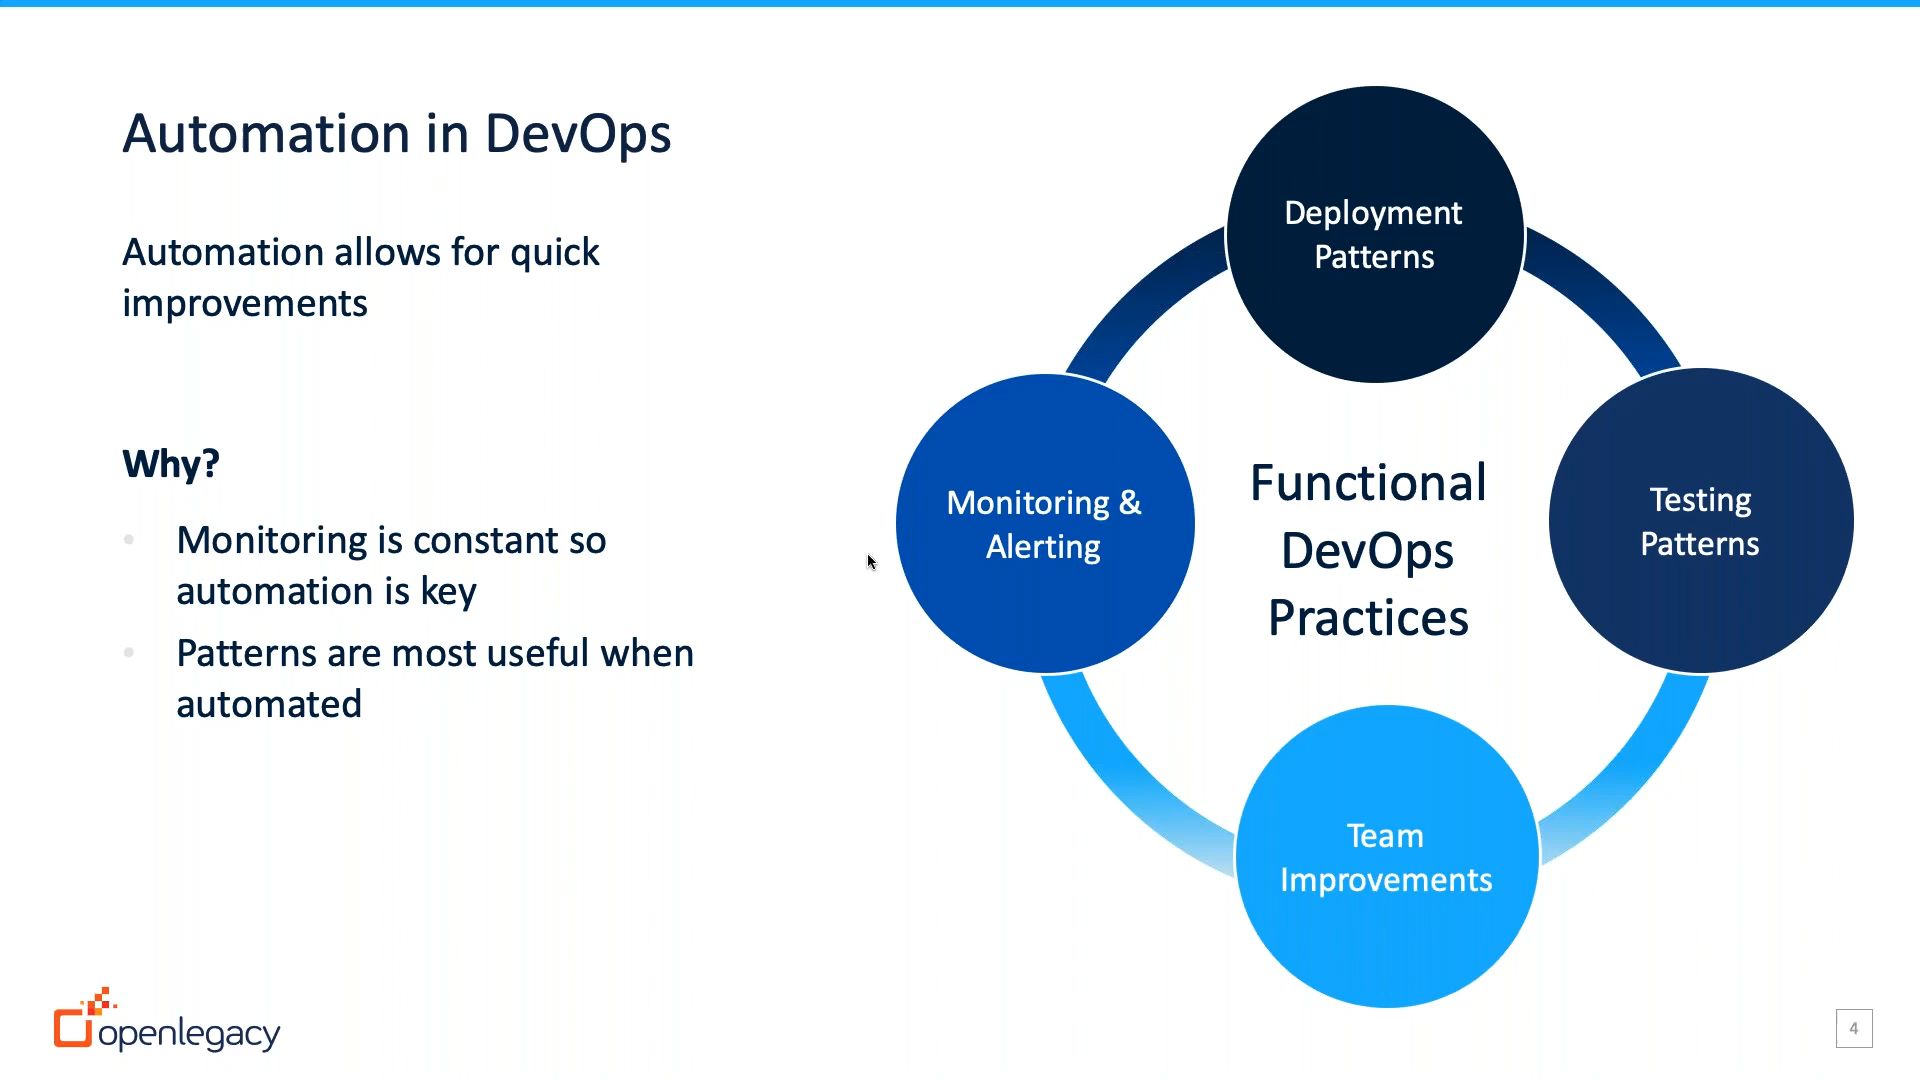 Automation in DevOps
Automation allows for quick
improvements
Why?
Monitoring is constant so
automation is key
Patterns are most useful when
automated
Deployment
Patterns
Monitoring &
Alerting
Functional
DevOps
Practices
Testing
Patterns
Team
Improvements
openlegacy
4